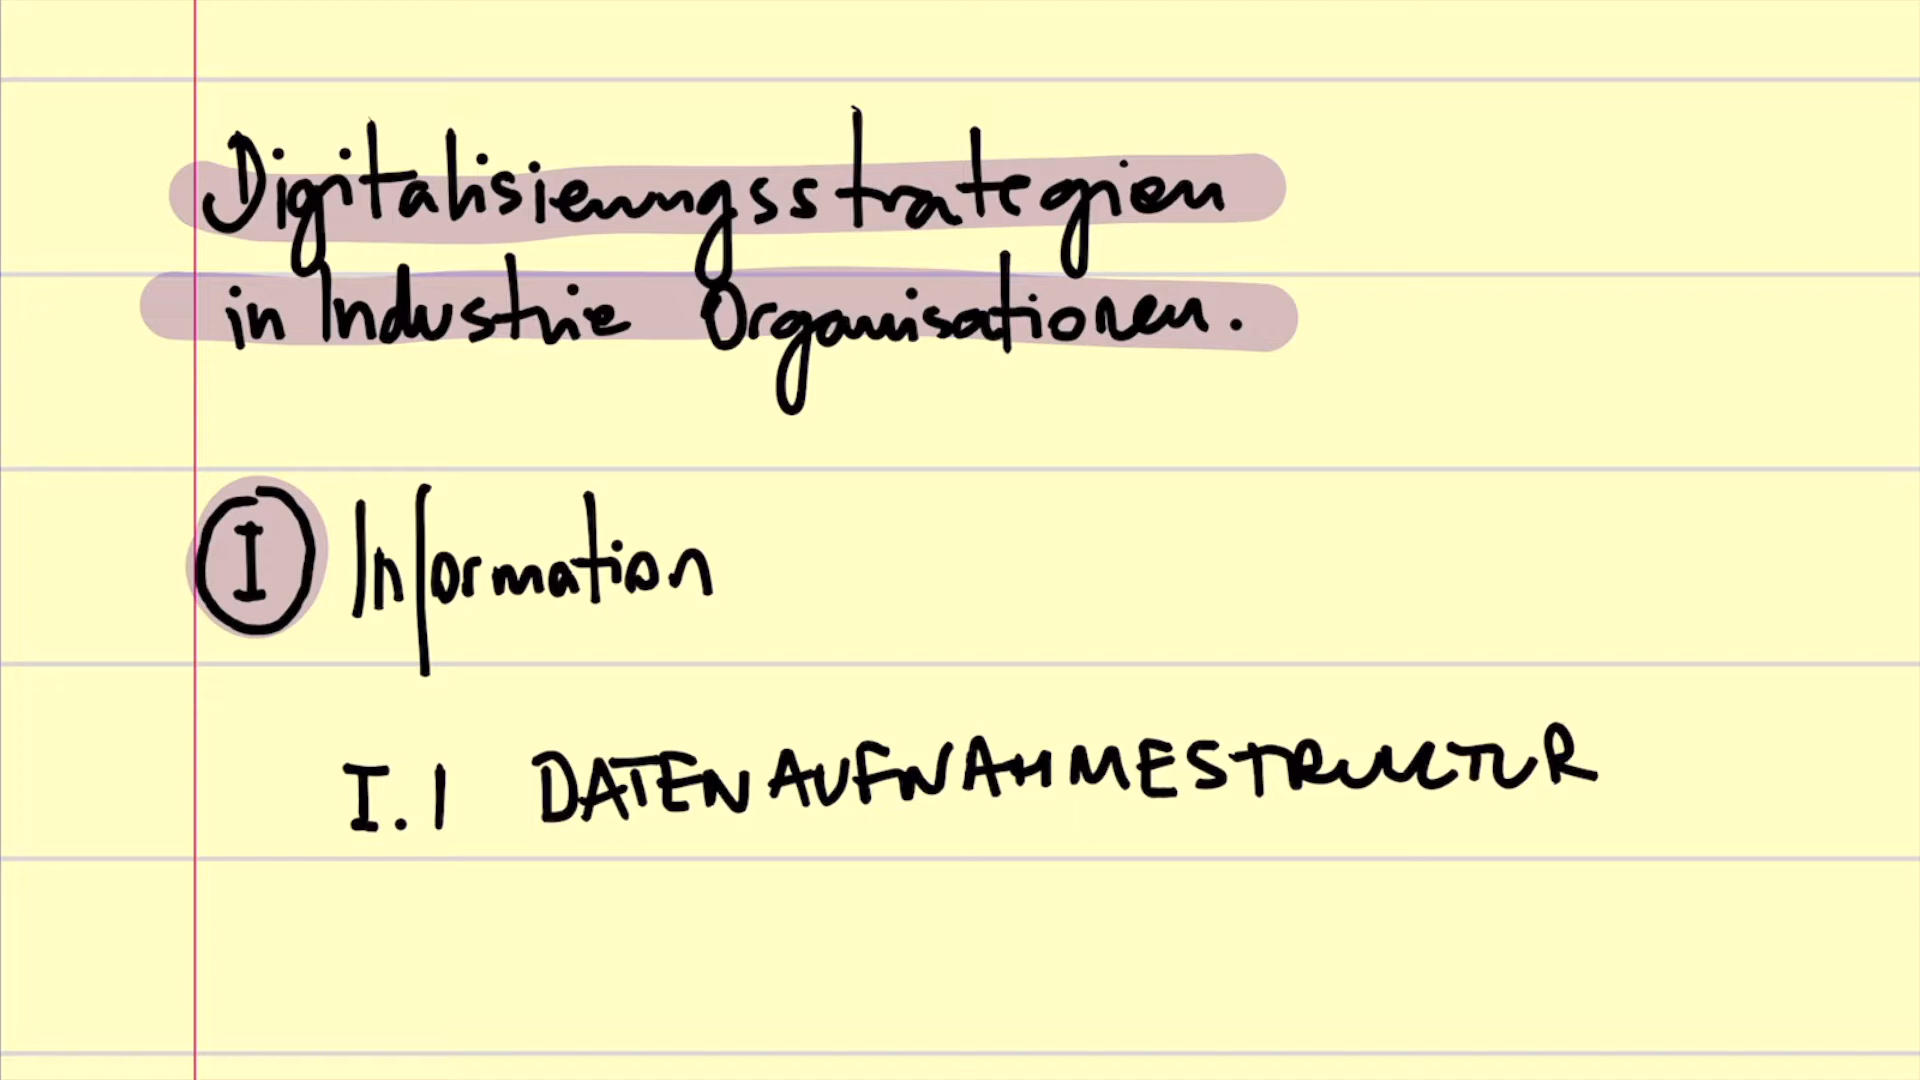 Digitalisierungsstrategien
in Industrie Organisationen.
I Information
I.1 DATENAUFNAHMESTRUCTUR